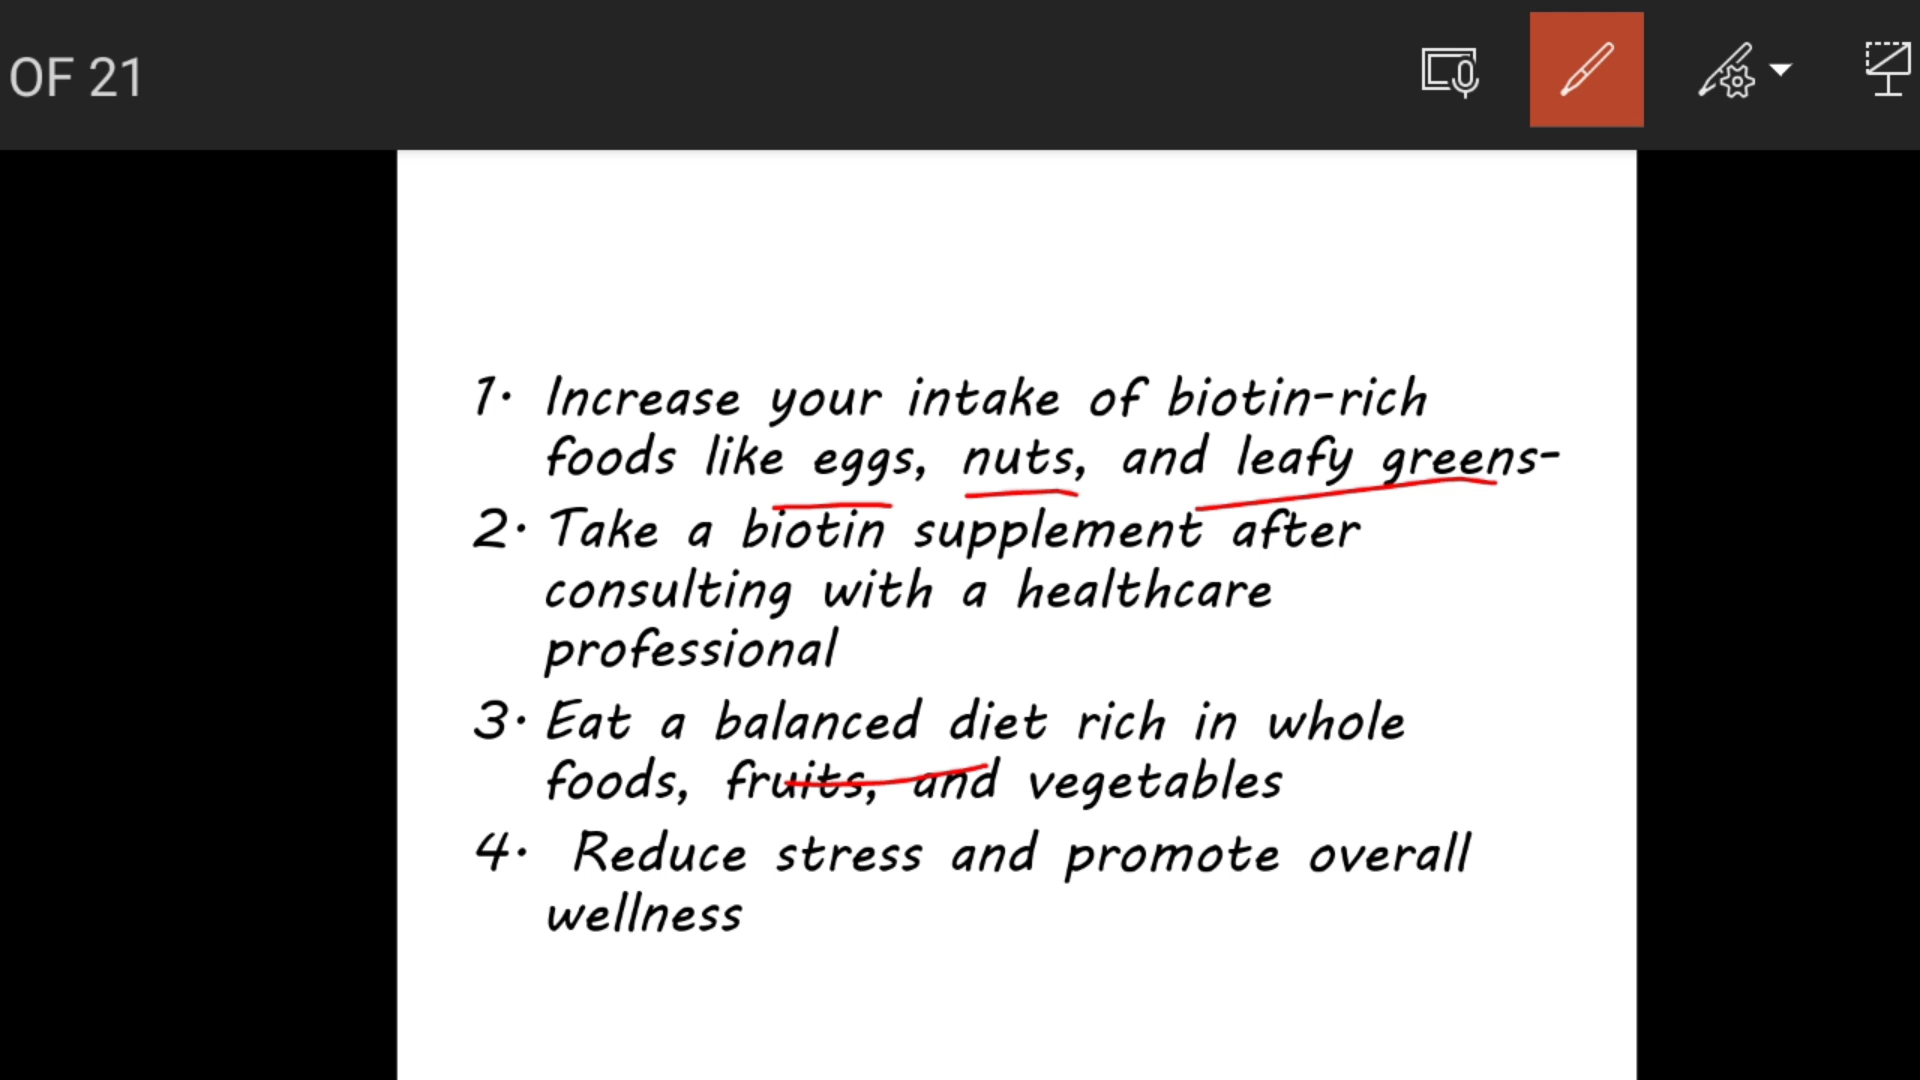 OF 21
1. Increase your intake of biotin-rich
foods like eggs, nuts, and leafy greens-
2. Take a biotin supplement after
consulting with a healthcare
professional
3. Eat a balanced diet rich in whole
foods, fruits, and vegetables
4. Reduce stress and promote overall
wellness